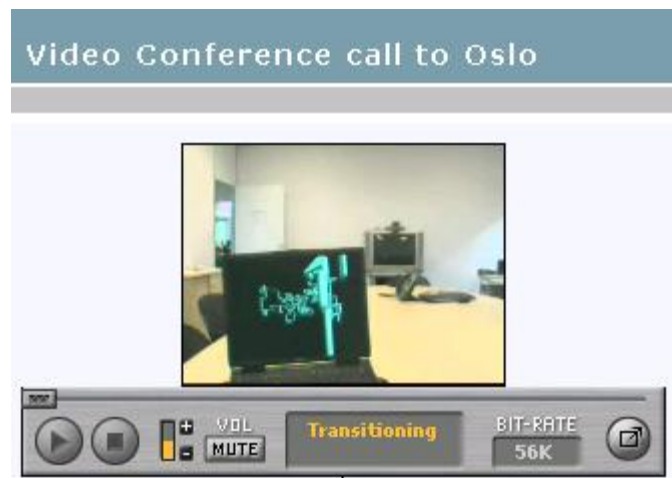 Video Conference call to Oslo
VOL
MUTE
Transitioning
BIT-RATE
56K